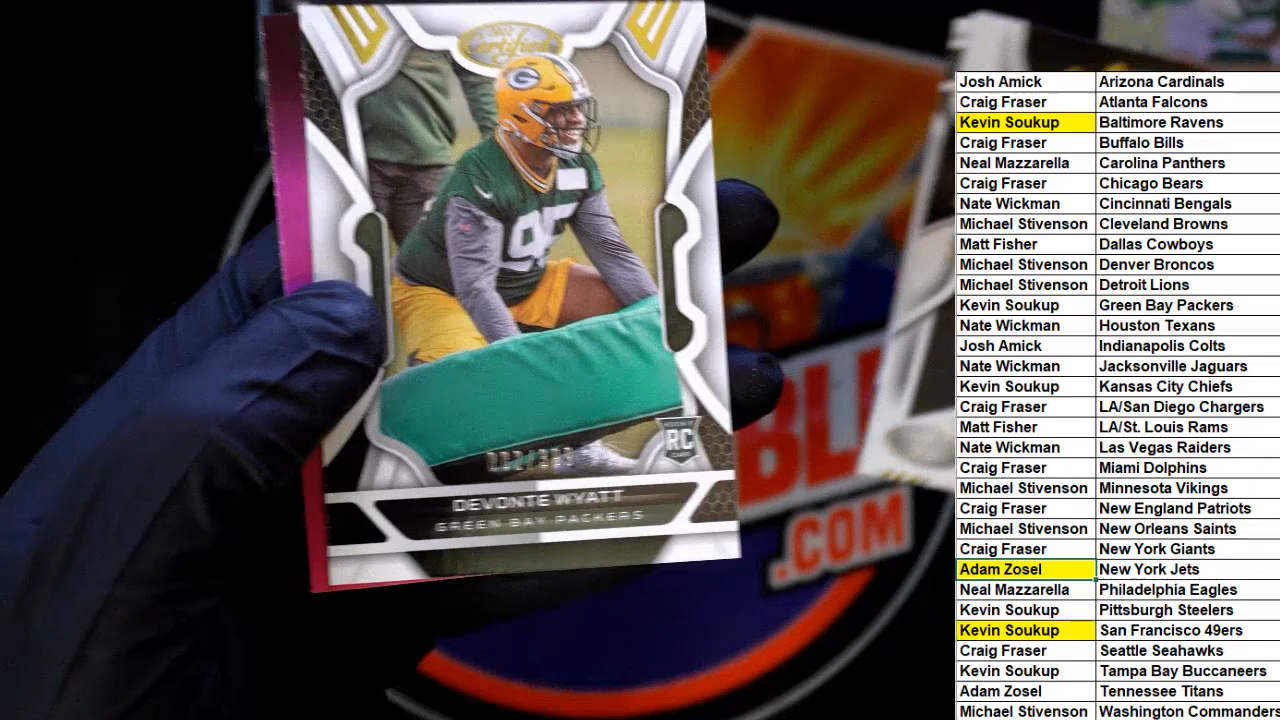 2022
Certified
G
95
RC
DEVONTE WYATT
GREEN BAY PACKERS
BL
.COM
Josh Amick Arizona Cardinals
Craig Fraser Atlanta Falcons
Kevin Soukup Baltimore Ravens
Craig Fraser Buffalo Bills
Neal Mazzarella Carolina Panthers
Craig Fraser Chicago Bears
Nate Wickman Cincinnati Bengals
Michael Stivenson Cleveland Browns
Matt Fisher Dallas Cowboys
Michael Stivenson Denver Broncos
Michael Stivenson Detroit Lions
Kevin Soukup Green Bay Packers
Nate Wickman Houston Texans
Josh Amick Indianapolis Colts
Nate Wickman Jacksonville Jaguars
Kevin Soukup Kansas City Chiefs
Craig Fraser LA/San Diego Chargers
Matt Fisher LA/St. Louis Rams
Nate Wickman Las Vegas Raiders
Craig Fraser Miami Dolphins
Michael Stivenson Minnesota Vikings
Craig Fraser New England Patriots
Michael Stivenson New Orleans Saints
Craig Fraser New York Giants
Adam Zosel New York Jets
Neal Mazzarella Philadelphia Eagles
Kevin Soukup Pittsburgh Steelers
Kevin Soukup San Francisco 49ers
Craig Fraser Seattle Seahawks
Kevin Soukup Tampa Bay Buccaneers
Adam Zosel Tennessee Titans
Michael Stivenson Washington Commanders